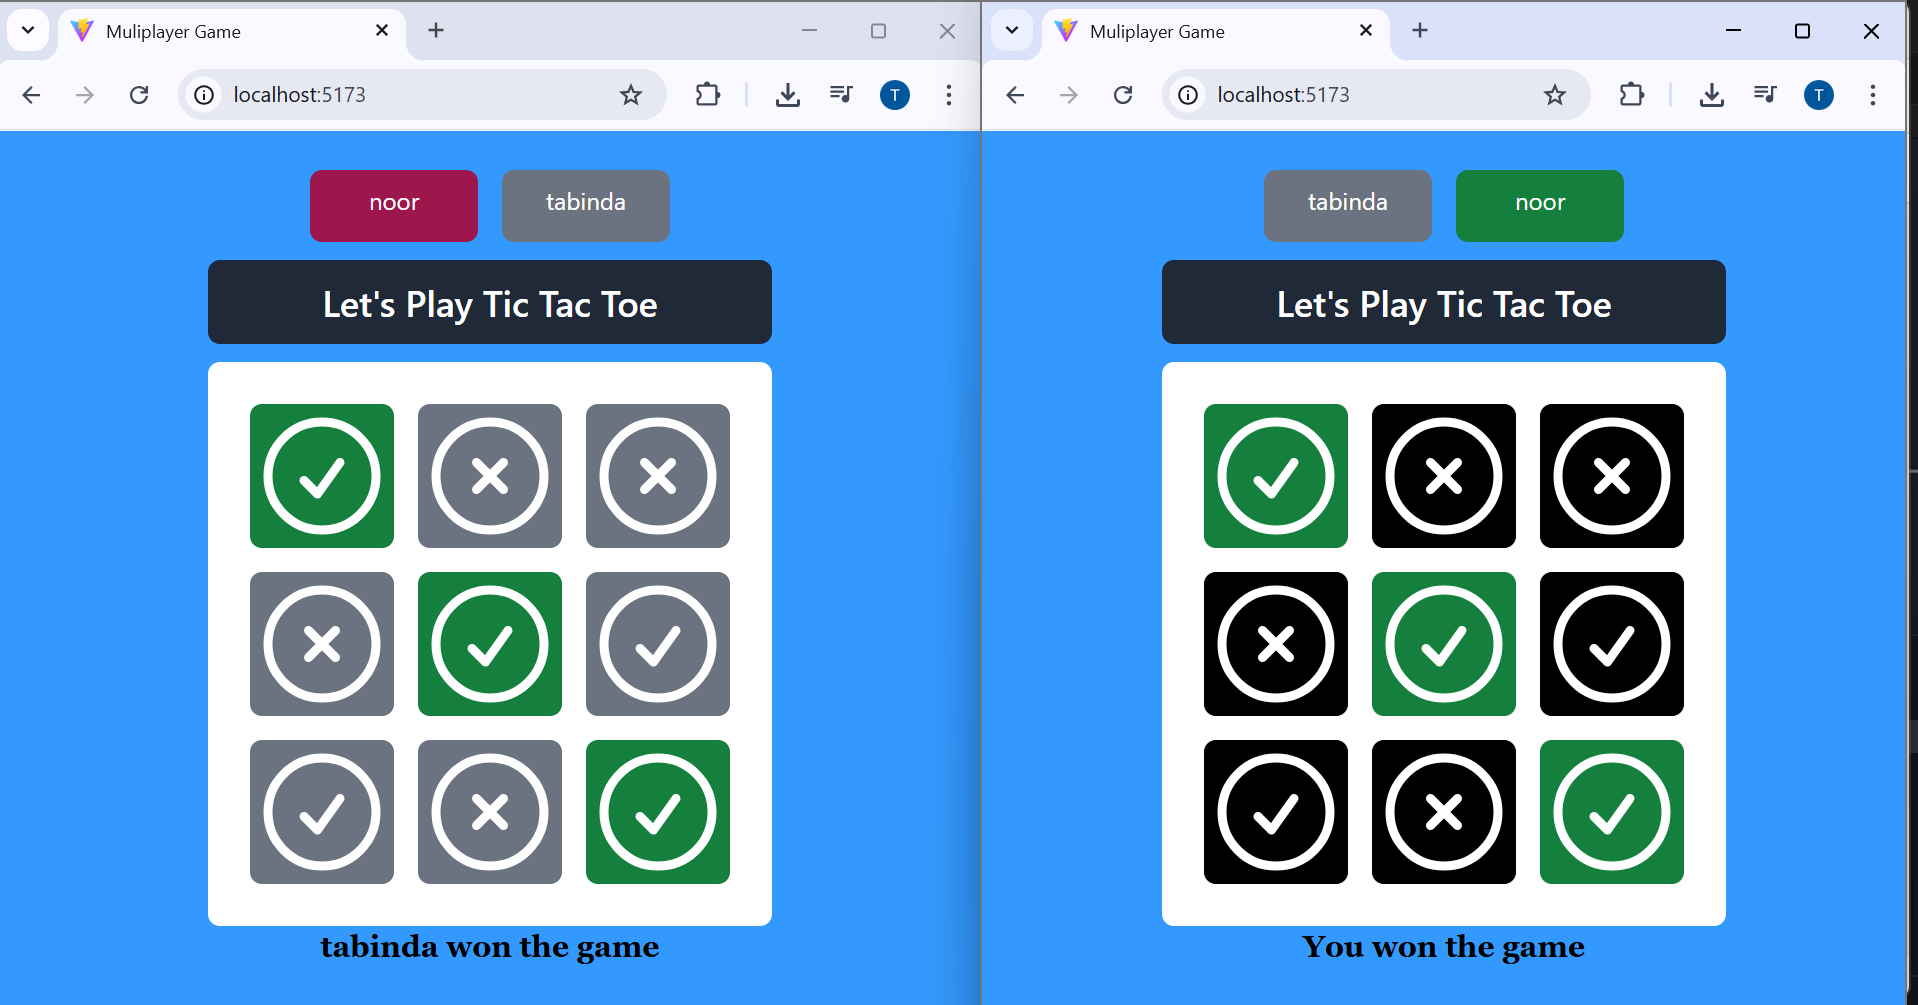 Muliplayer Game
localhost:5173
T
noor
tabinda
Let's Play Tic Tac Toe
tabinda won the game
Muliplayer Game
localhost:5173
T
tabinda
noor
Let's Play Tic Tac Toe
You won the game